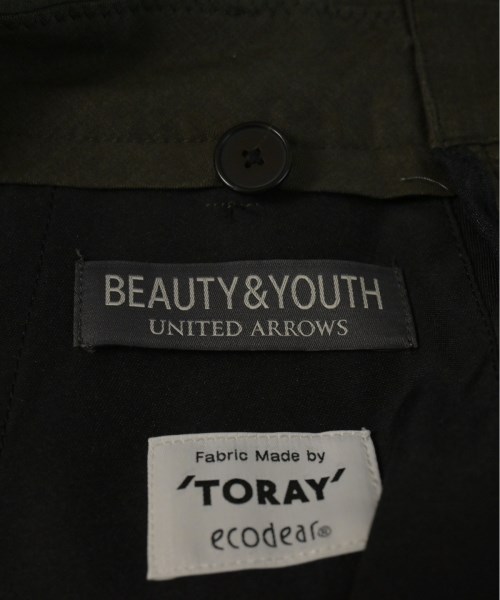 BEAUTY&YOUTH
UNITED ARROWS
Fabric Made by
'TORAY'
ecodear®